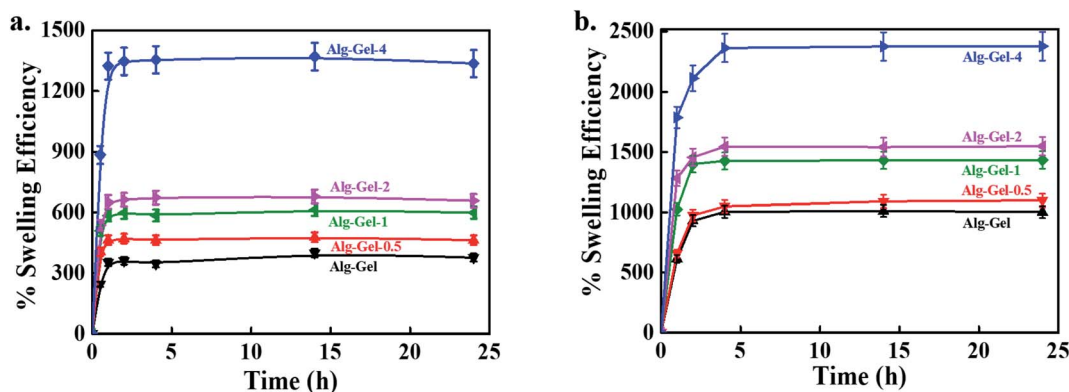 a.
% Swelling Efficiency
1500
1200
900
600
300
0
Alg-Gel-4
Alg-Gel-2
Alg-Gel-1
Alg-Gel-0.5
Alg-Gel
0 5 10 15 20 25
Time (h)
b.
% Swelling Efficiency
2500
2000
1500
1000
500
0
Alg-Gel-4
Alg-Gel-2
Alg-Gel-1
Alg-Gel-0.5
Alg-Gel
0 5 10 15 20 25
Time (h)